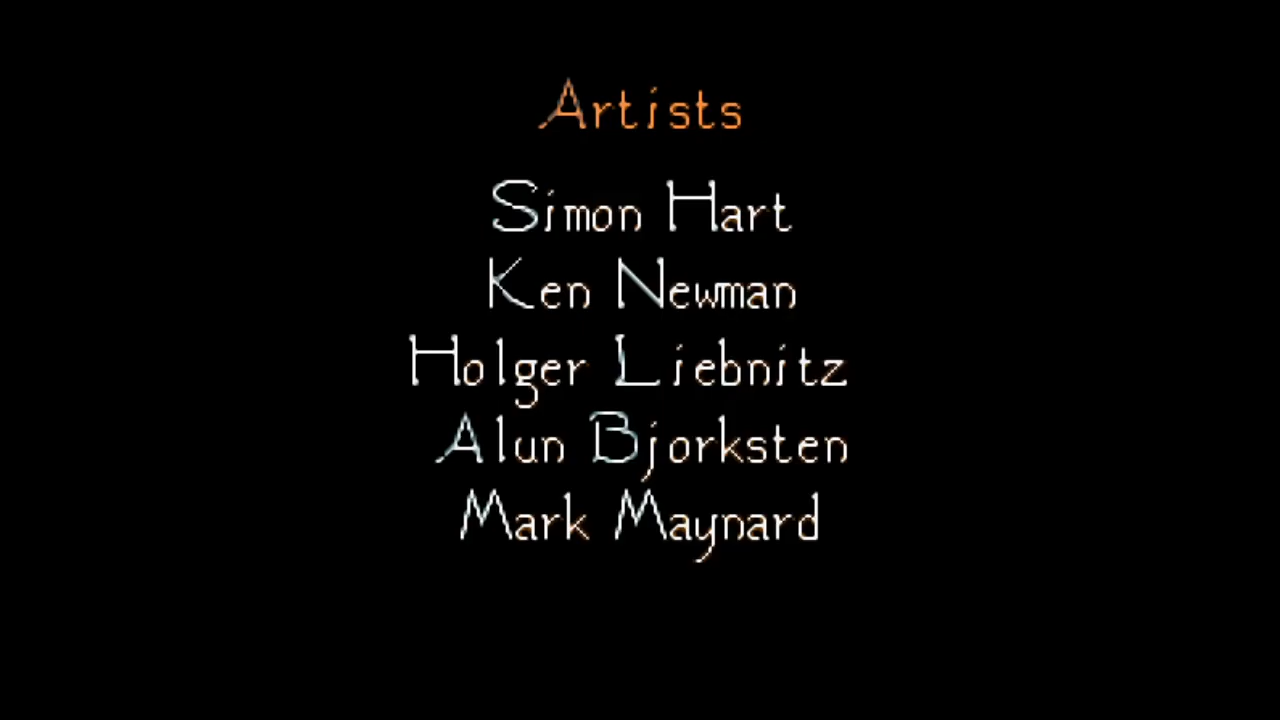 Artists
Simon Hart
Ken Newman
Holger Liebnitz
Alun Bjorksten
Mark Maynard